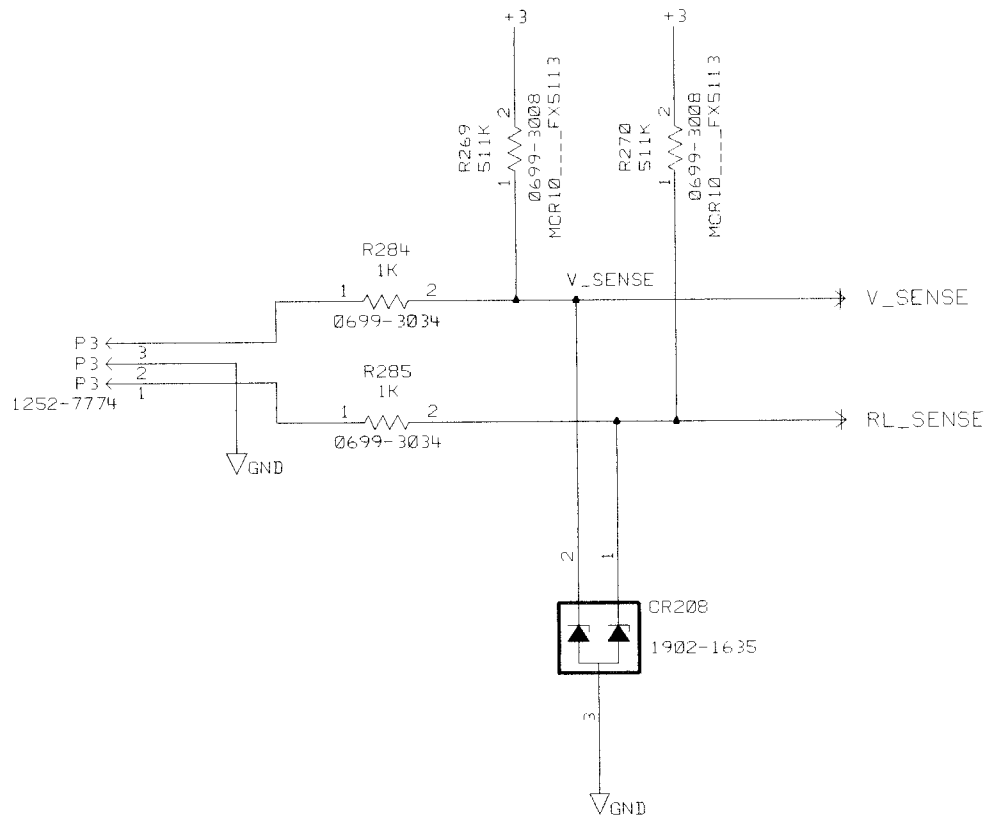 +3
+3
2
R269
511K
1
0699-3008
MCR10____FX5113
2
R270
511K
1
0699-3008
MCR10____FX5113
R284
1K
1
2
0699-3034
V_SENSE
V_SENSE
P3
3
P3
2
P3
1
1252-7774
R285
1K
1
2
0699-3034
RL_SENSE
GND
2
1
CR208
1902-1635
3
GND